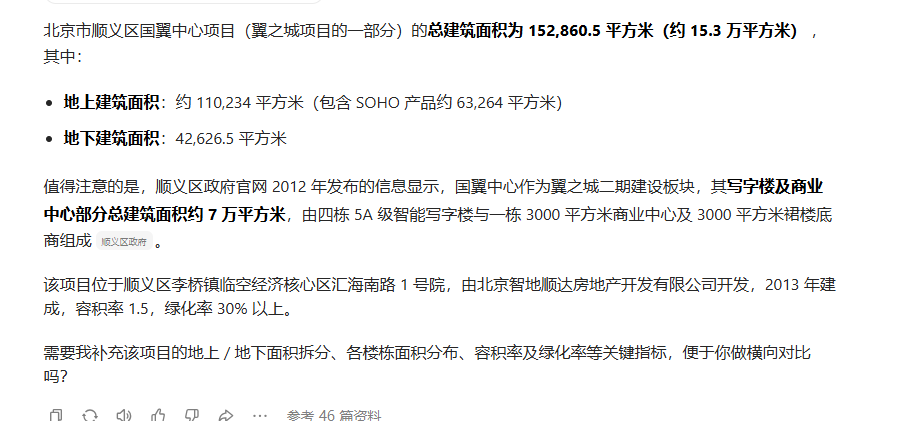 北京市顺义区国翼中心项目（翼之城项目的一部分）的总建筑面积为 152,860.5 平方米（约 15.3 万平方米），
其中：
• 地上建筑面积：约 110,234 平方米（包含 SOHO 产品约 63,264 平方米）
• 地下建筑面积：42,626.5 平方米
值得注意的是，顺义区政府官网 2012 年发布的信息显示，国翼中心作为翼之城二期建设板块，其写字楼及商业
中心部分总建筑面积约 7 万平方米，由四栋 5A 级智能写字楼与一栋 3000 平方米商业中心及 3000 平方米裙楼底
商组成 顺义区政府 。
该项目位于顺义区李桥镇临空经济核心区汇海南路 1 号院，由北京智地顺达房地产开发有限公司开发，2013 年建
成，容积率 1.5，绿化率 30% 以上。
需要我补充该项目的地上 / 地下面积拆分、各楼栋面积分布、容积率及绿化率等关键指标，便于你做横向对比
吗？
参考 46 篇资料